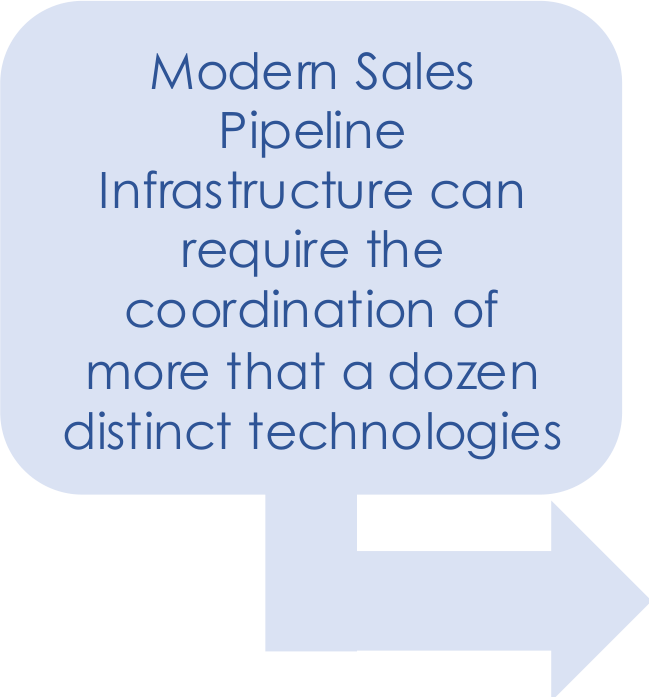 Modern Sales
Pipeline
Infrastructure can
require the
coordination of
more that a dozen
distinct technologies